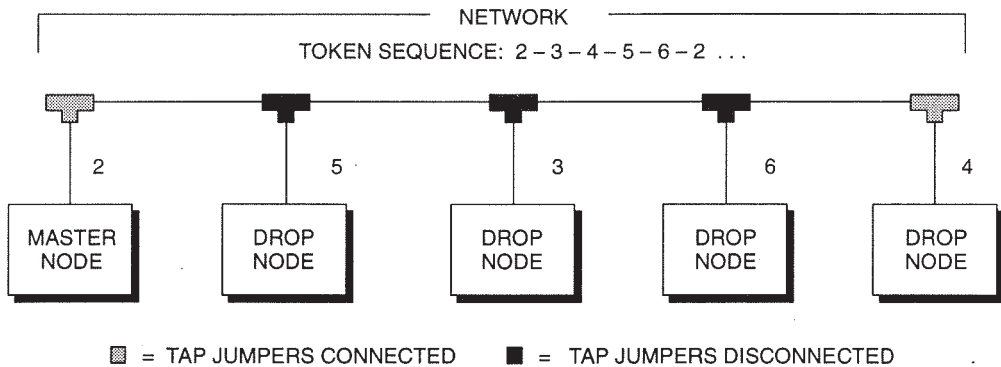 NETWORK
TOKEN SEQUENCE: 2 – 3 – 4 – 5 – 6 – 2 ...
2
5
3
6
4
MASTER
NODE
DROP
NODE
DROP
NODE
DROP
NODE
DROP
NODE
= TAP JUMPERS CONNECTED
= TAP JUMPERS DISCONNECTED